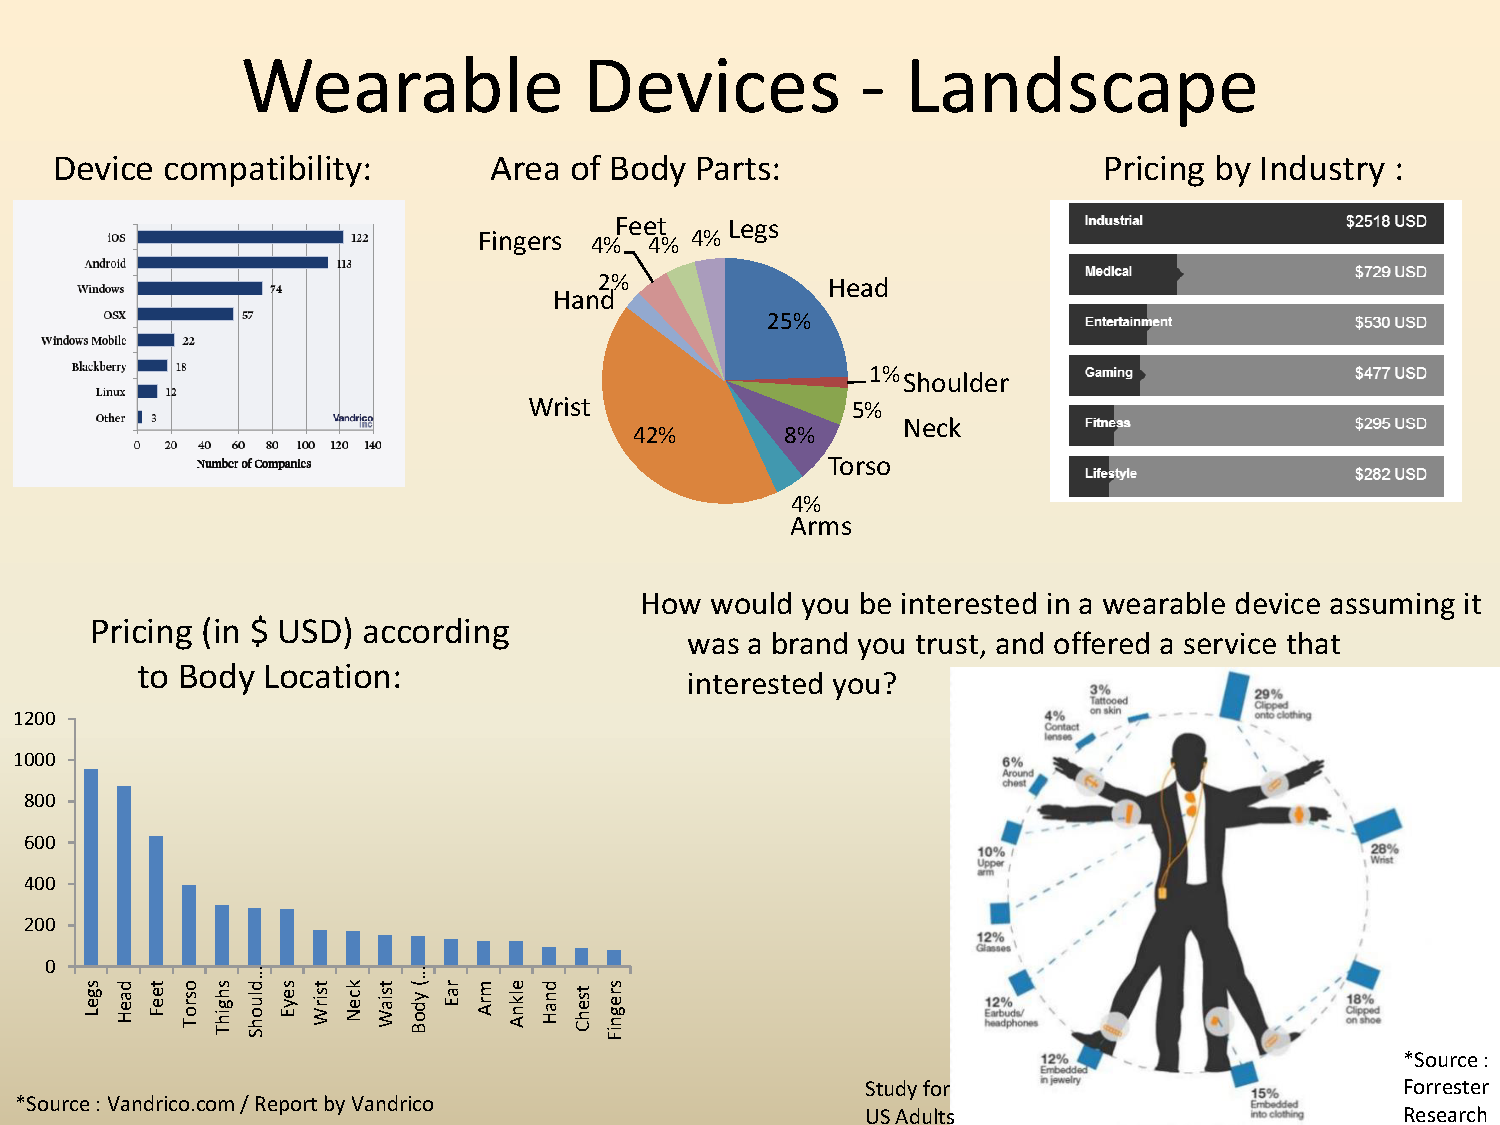 Wearable Devices - Landscape
Device compatibility:
iOS 122
Android 113
Windows 74
OSX 57
Windows Mobile 22
Blackberry 18
Linux 12
Other 3
Vandrico
inc
0 20 40 60 80 100 120 140
Number of Companies
Area of Body Parts:
Feet
Legs
Fingers 4% 4% 4%
2%
Hand
Head
25%
1%
Shoulder
Wrist
5%
42%
8%
Neck
Torso
4%
Arms
Pricing by Industry :
Industrial $2518 USD
Medical $729 USD
Entertainment $530 USD
Gaming $477 USD
Fitness $295 USD
Lifestyle $282 USD
Pricing (in $ USD) according
to Body Location:
1200
1000
800
600
400
200
0
Legs
Head
Feet
Torso
Thighs
Should...
Eyes
Wrist
Neck
Waist
Body (...
Ear
Arm
Ankle
Hand
Chest
Fingers
*Source : Vandrico.com / Report by Vandrico
How would you be interested in a wearable device assuming it
was a brand you trust, and offered a service that
interested you?
3%
Tattooed
on skin
29%
Clipped
onto clothing
4%
Contact
lenses
6%
Around
chest
28%
Wrist
10%
Upper
arm
12%
Glasses
12%
Earbuds/
headphones
18%
Clipped
on shoe
12%
Embedded
in jewelry
15%
Embedded
into clothing
Study for
US Adults
*Source :
Forrester
Research